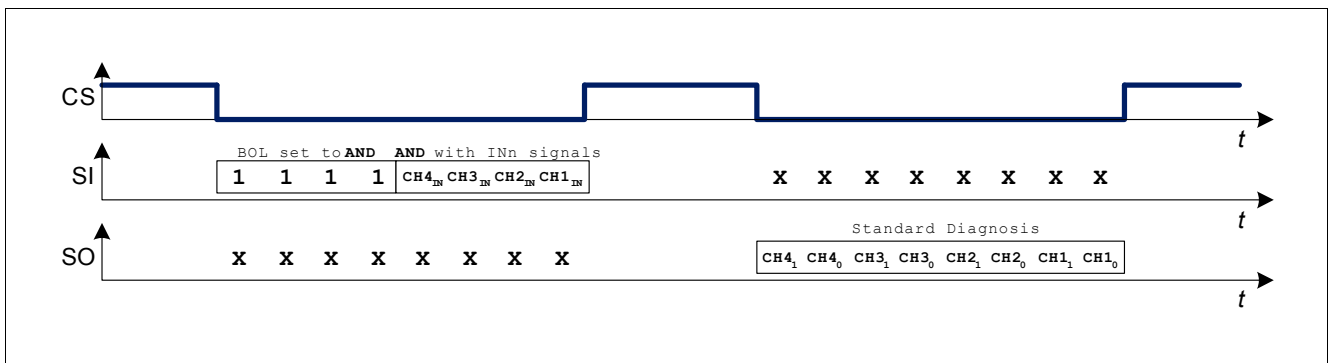 CS
t
BOL set to AND AND with INn signals
SI 1 1 1 1 CH4IN CH3IN CH2IN CH1IN X X X X X X X X
t
Standard Diagnosis
SO X X X X X X X X CH41 CH40 CH31 CH30 CH21 CH20 CH11 CH10
t